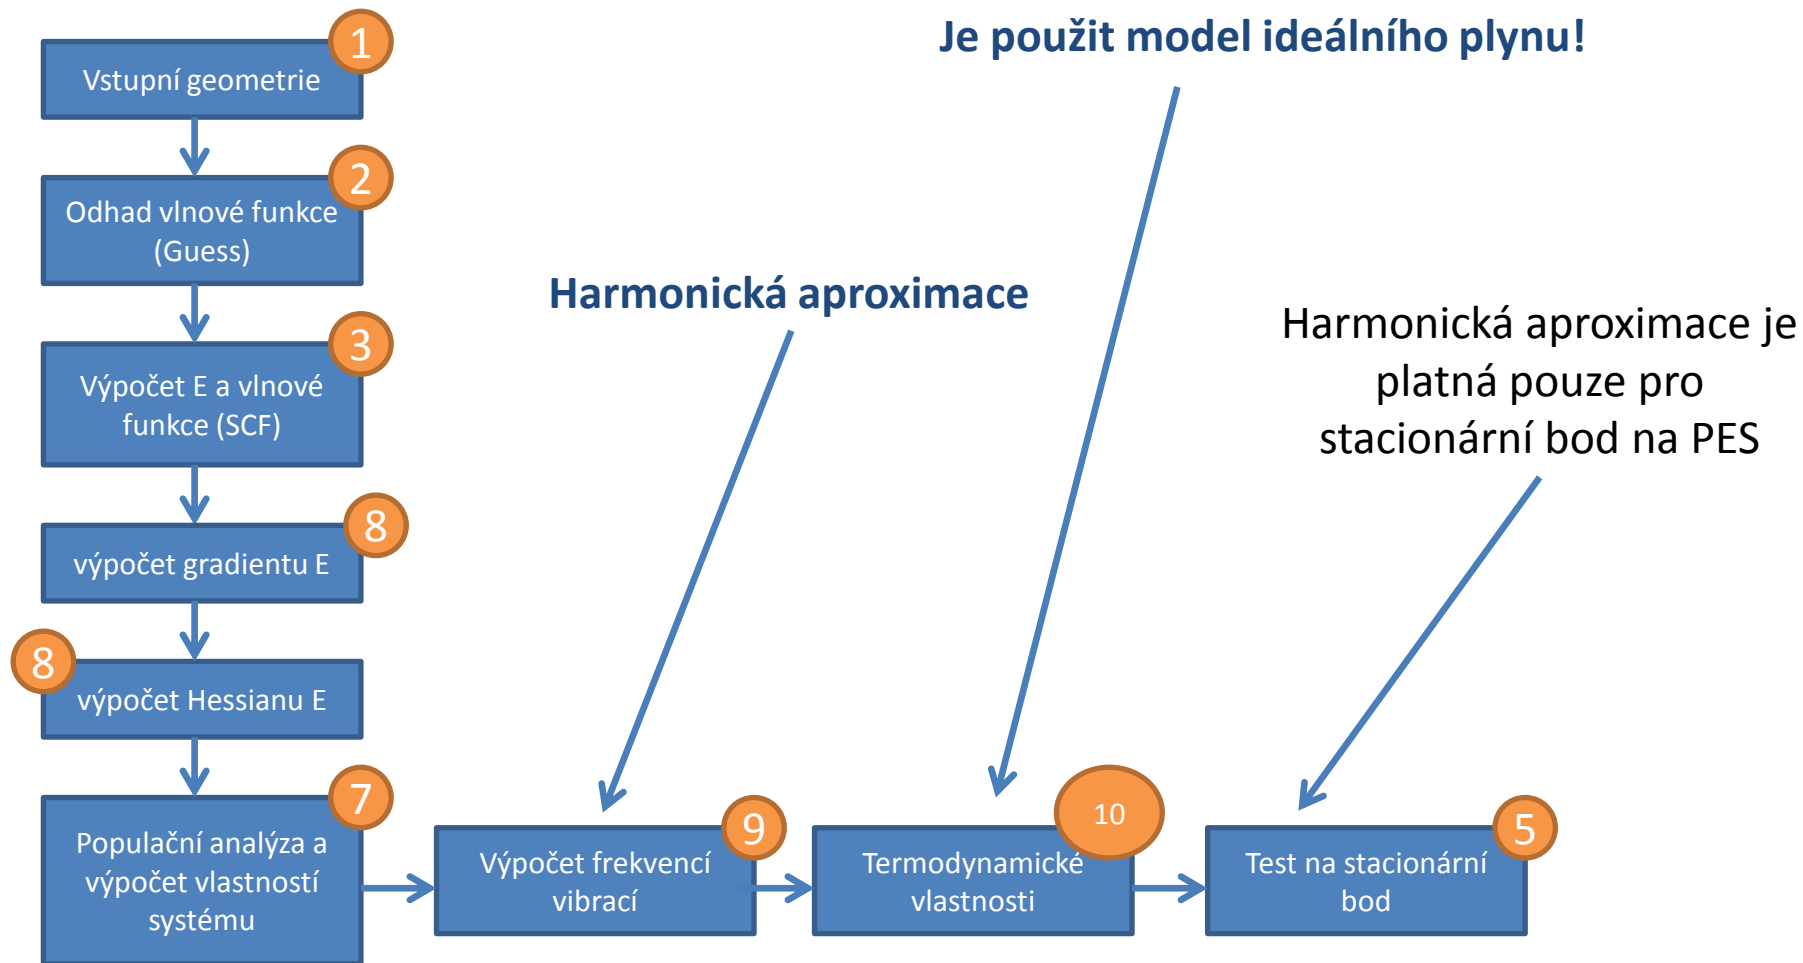 1
Vstupní geometrie
2
Odhad vlnové funkce
(Guess)
3
Výpočet E a vlnové
funkce (SCF)
8
výpočet gradientu E
8
výpočet Hessianu E
7
Populační analýza a
výpočet vlastností
systému
Harmonická aproximace
9
Výpočet frekvencí
vibrací
Je použit model ideálního plynu!
10
Termodynamické
vlastnosti
Harmonická aproximace je
platná pouze pro
stacionární bod na PES
5
Test na stacionární
bod